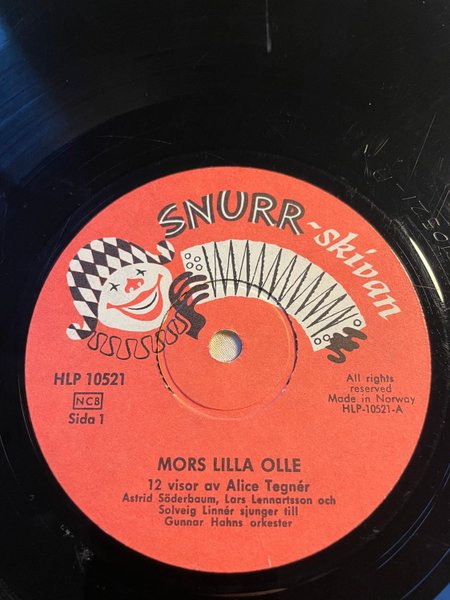 SNURR-skivan
HLP 10521
NCB
Sida 1
All rights
reserved
Made in Norway
HLP-10521-A
MORS LILLA OLLE
12 visor av Alice Tegnér
Astrid Söderbaum, Lars Lennartsson och
Solveig Linnér sjunger till
Gunnar Hahns orkester